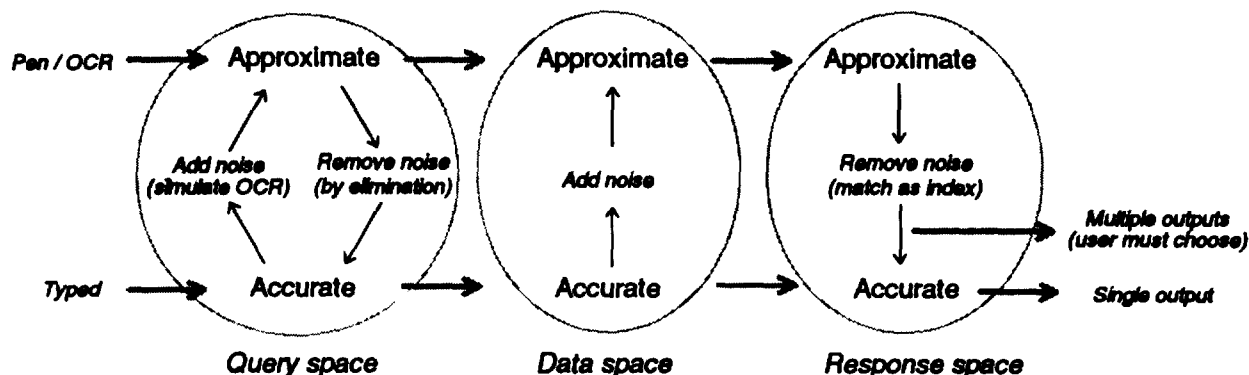 Pen / OCR
Approximate
Approximate
Approximate
Add noise
(simulate OCR)
Remove noise
(by elimination)
Add noise
Remove noise
(match as index)
Multiple outputs
(user must choose)
Typed
Accurate
Accurate
Accurate
Single output
Query space
Data space
Response space